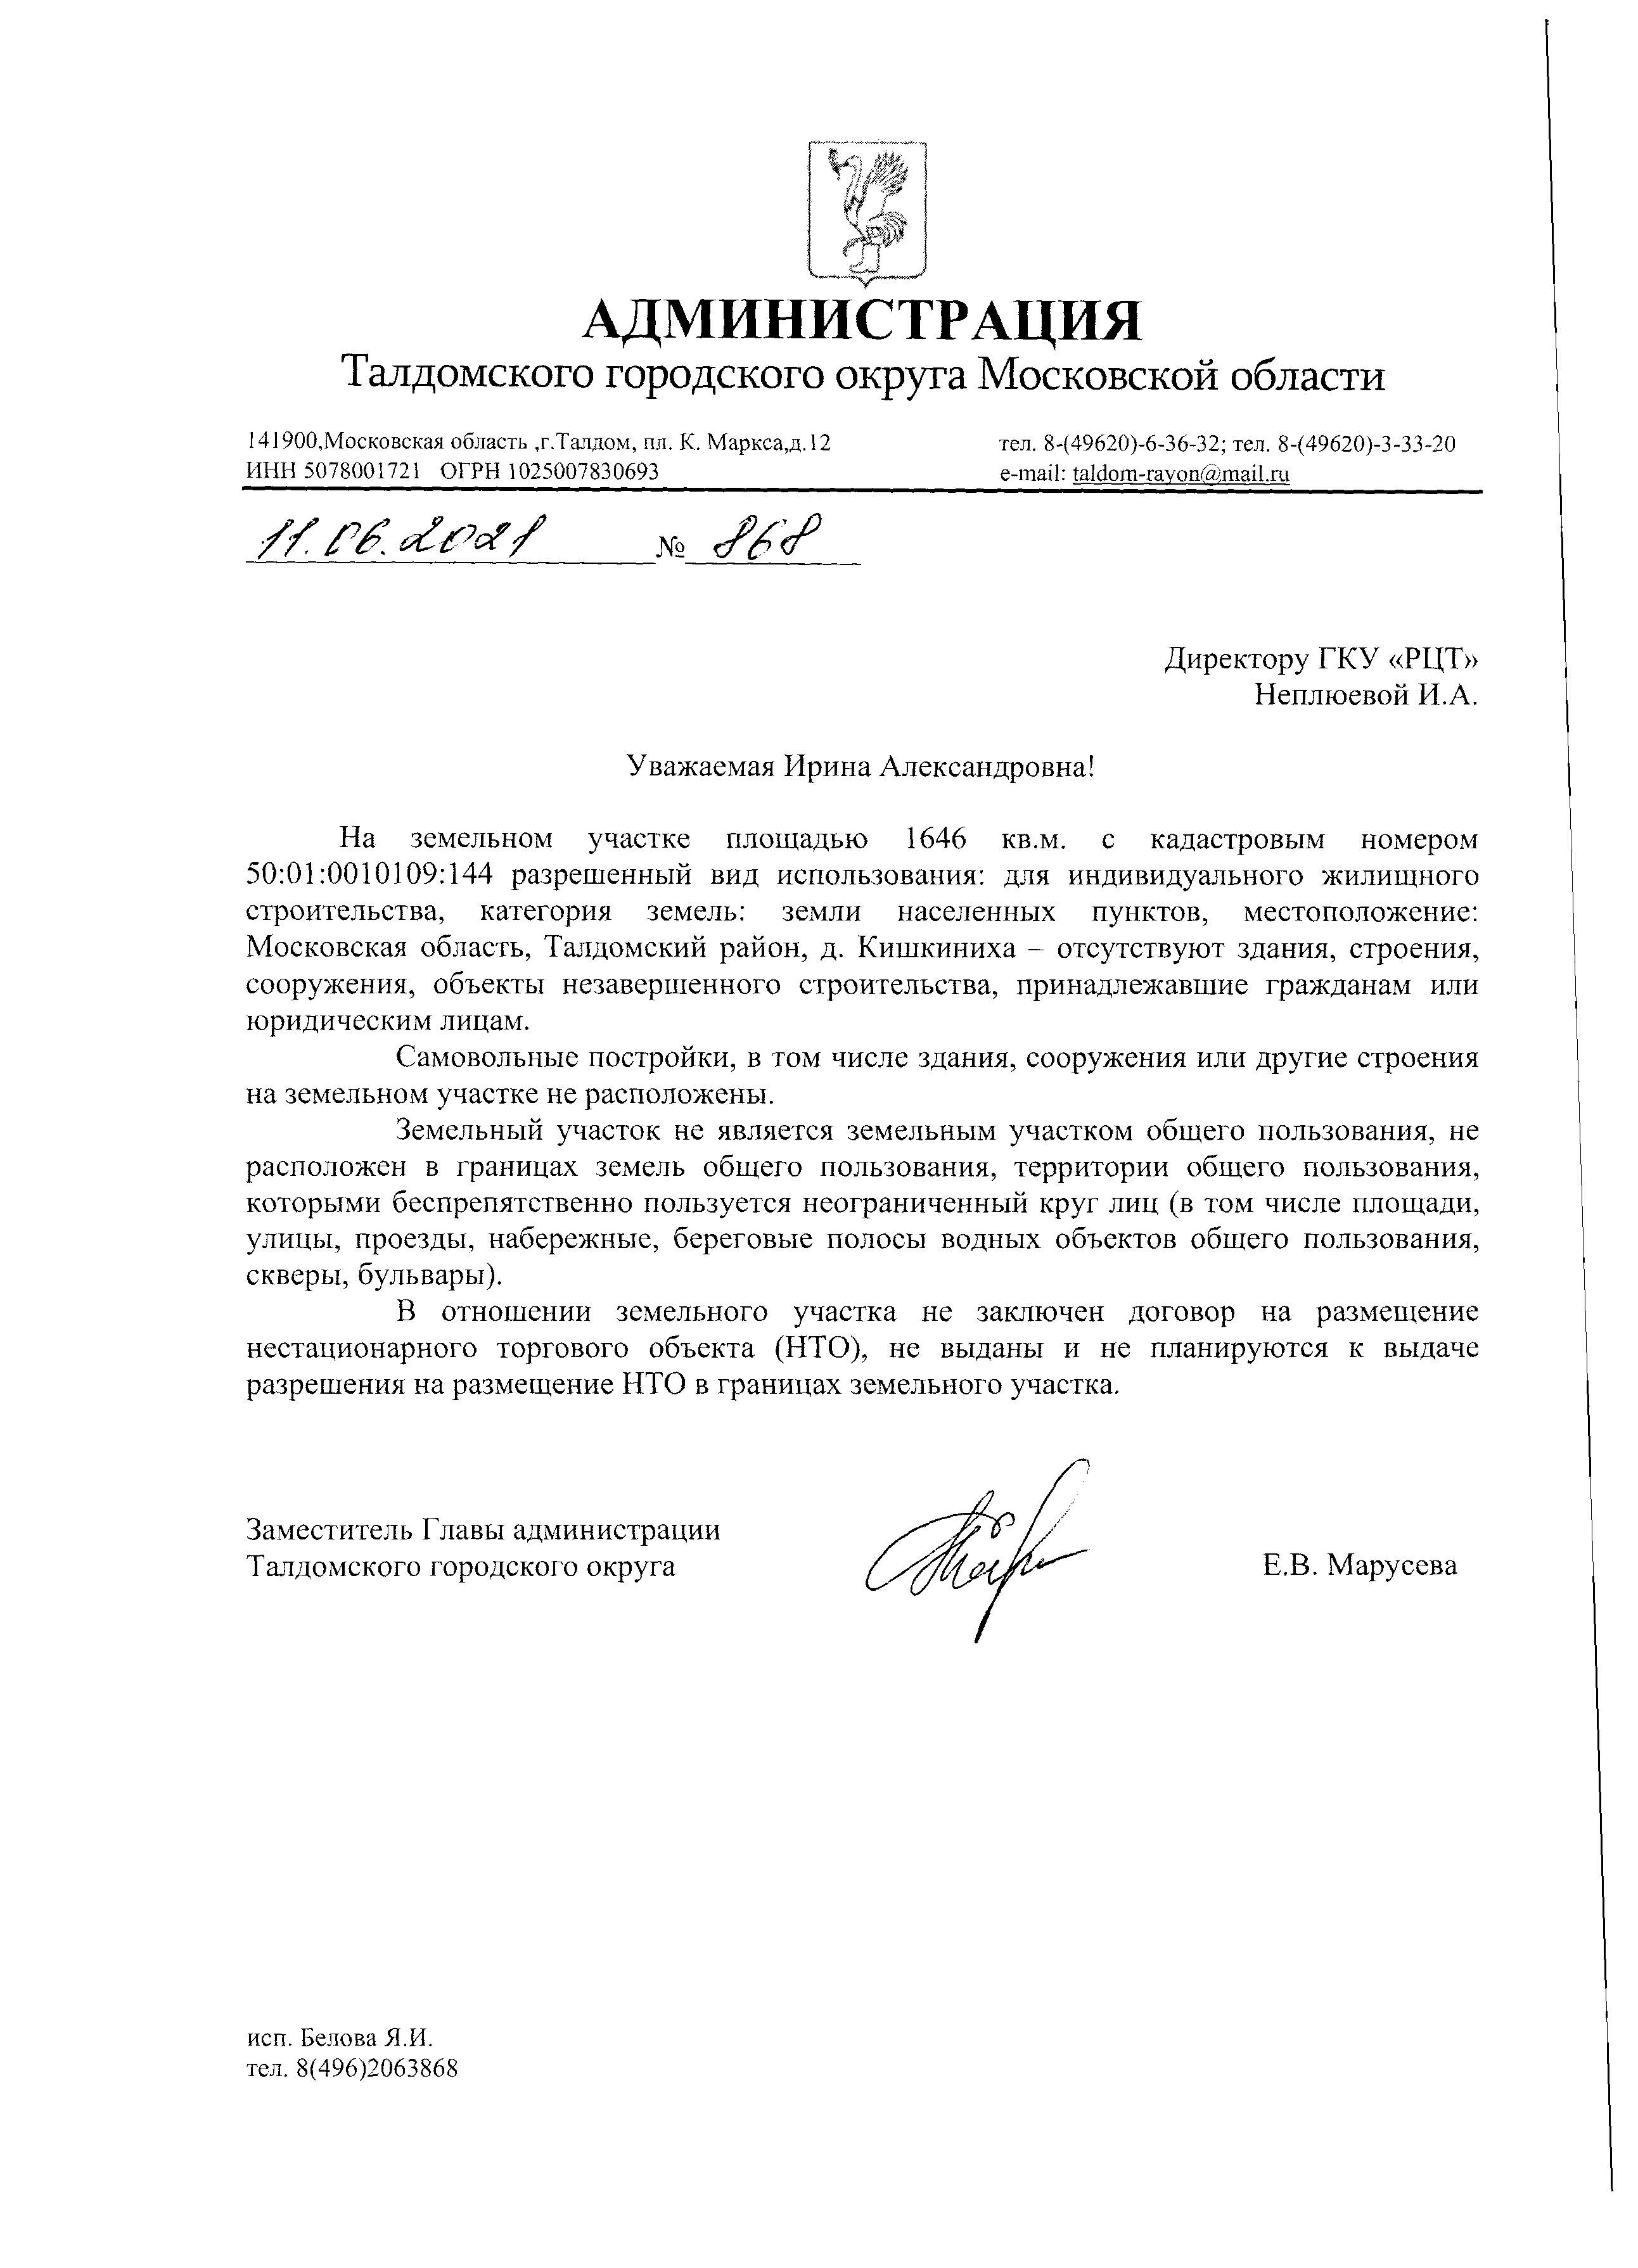 АДМИНИСТРАЦИЯ
Талдомского городского округа Московской области
141900,Московская область ,г.Талдом, пл. К. Маркса,д.12
ИНН 5078001721 ОГРН 1025007830693
тел. 8-(49620)-6-36-32; тел. 8-(49620)-3-33-20
e-mail: taldom-rayon@mail.ru
11.06.2021 № 868
Директору ГКУ «РЦТ»
Неплюевой И.А.
Уважаемая Ирина Александровна!
На земельном участке площадью 1646 кв.м. с кадастровым номером
50:01:0010109:144 разрешенный вид использования: для индивидуального жилищного
строительства, категория земель: земли населенных пунктов, местоположение:
Московская область, Талдомский район, д. Кишкиниха – отсутствуют здания, строения,
сооружения, объекты незавершенного строительства, принадлежавшие гражданам или
юридическим лицам.
Самовольные постройки, в том числе здания, сооружения или другие строения
на земельном участке не расположены.
Земельный участок не является земельным участком общего пользования, не
расположен в границах земель общего пользования, территории общего пользования,
которыми беспрепятственно пользуется неограниченный круг лиц (в том числе площади,
улицы, проезды, набережные, береговые полосы водных объектов общего пользования,
скверы, бульвары).
В отношении земельного участка не заключен договор на размещение
нестационарного торгового объекта (НТО), не выданы и не планируются к выдаче
разрешения на размещение НТО в границах земельного участка.
Заместитель Главы администрации
Талдомского городского округа
Е.В. Марусева
исп. Белова Я.И.
тел. 8(496)2063868